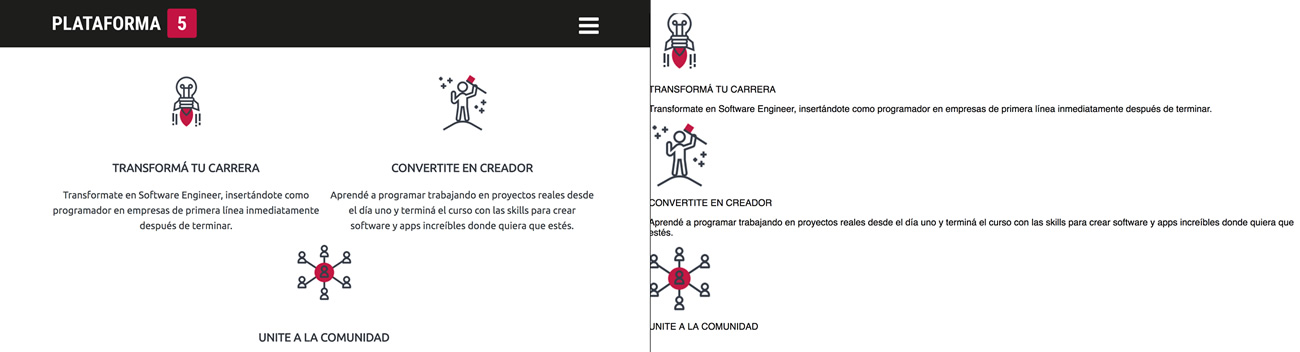 PLATAFORMA 5
TRANSFORMÁ TU CARRERA
Transformate en Software Engineer, insertándote como
programador en empresas de primera línea inmediatamente
después de terminar.
CONVERTITE EN CREADOR
Aprendé a programar trabajando en proyectos reales desde
el día uno y terminá el curso con las skills para crear
software y apps increíbles donde quiera que estés.
UNITE A LA COMUNIDAD
TRANSFORMÁ TU CARRERA
Transformate en Software Engineer, insertándote como programador en empresas de primera línea inmediatamente después de terminar.
CONVERTITE EN CREADOR
Aprendé a programar trabajando en proyectos reales desde el día uno y terminá el curso con las skills para crear software y apps increíbles donde quiera que
estés.
UNITE A LA COMUNIDAD